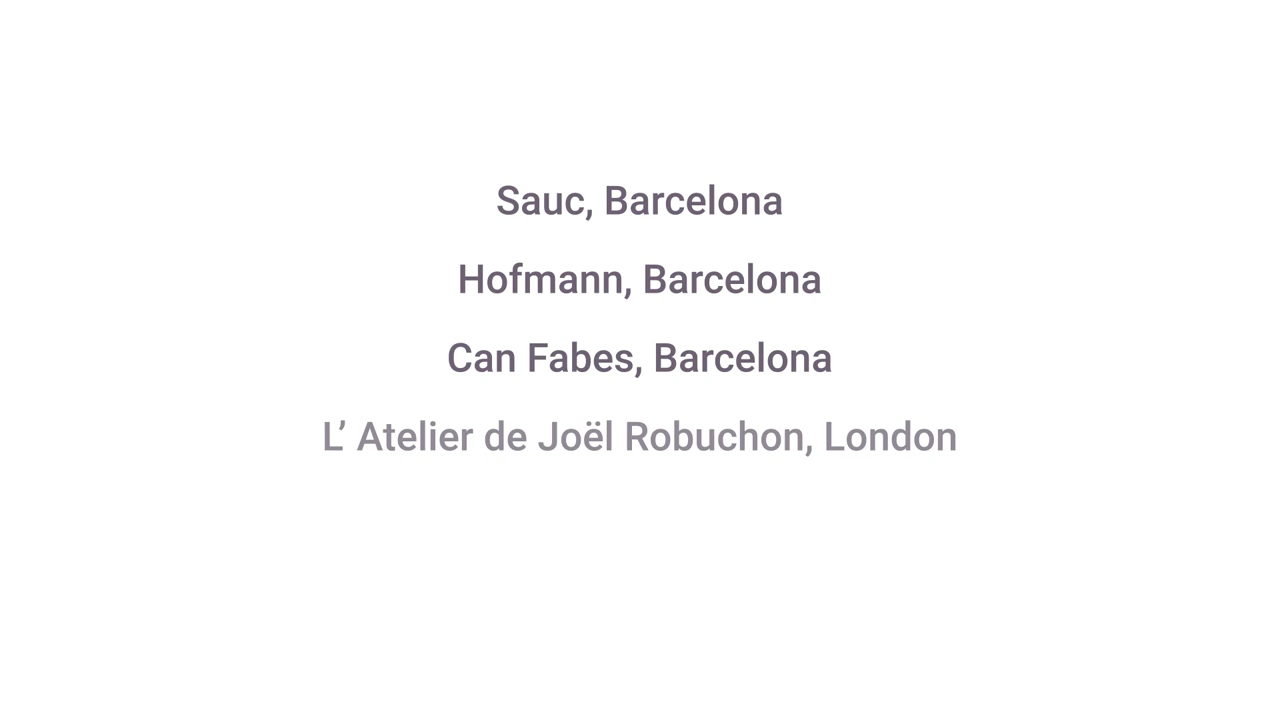 Sauc, Barcelona
Hofmann, Barcelona
Can Fabes, Barcelona
L’ Atelier de Joël Robuchon, London